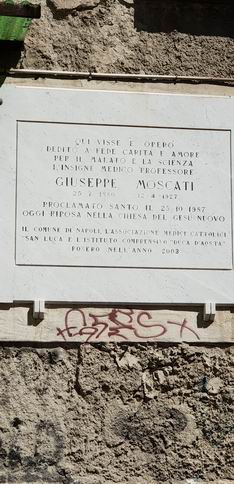 QUI VISSE E OPERÒ
DEDITO A FEDE CARITÀ E AMORE
PER IL MALATO E LA SCIENZA
L'INSIGNE MEDICO PROFESSORE
GIUSEPPE MOSCATI
25-7-1880 12-4-1927
PROCLAMATO SANTO IL 25·10·1987
OGGI RIPOSA NELLA CHIESA DEL GESÙ NUOVO
IL COMUNE DI NAPOLI, L'ASSOCIAZIONE MEDICI CATTOLICI
"SAN LUCA E L'ISTITUTO COMPRENSIVO "DUCA D'AOSTA"
POSERO NELL'ANNO 2003